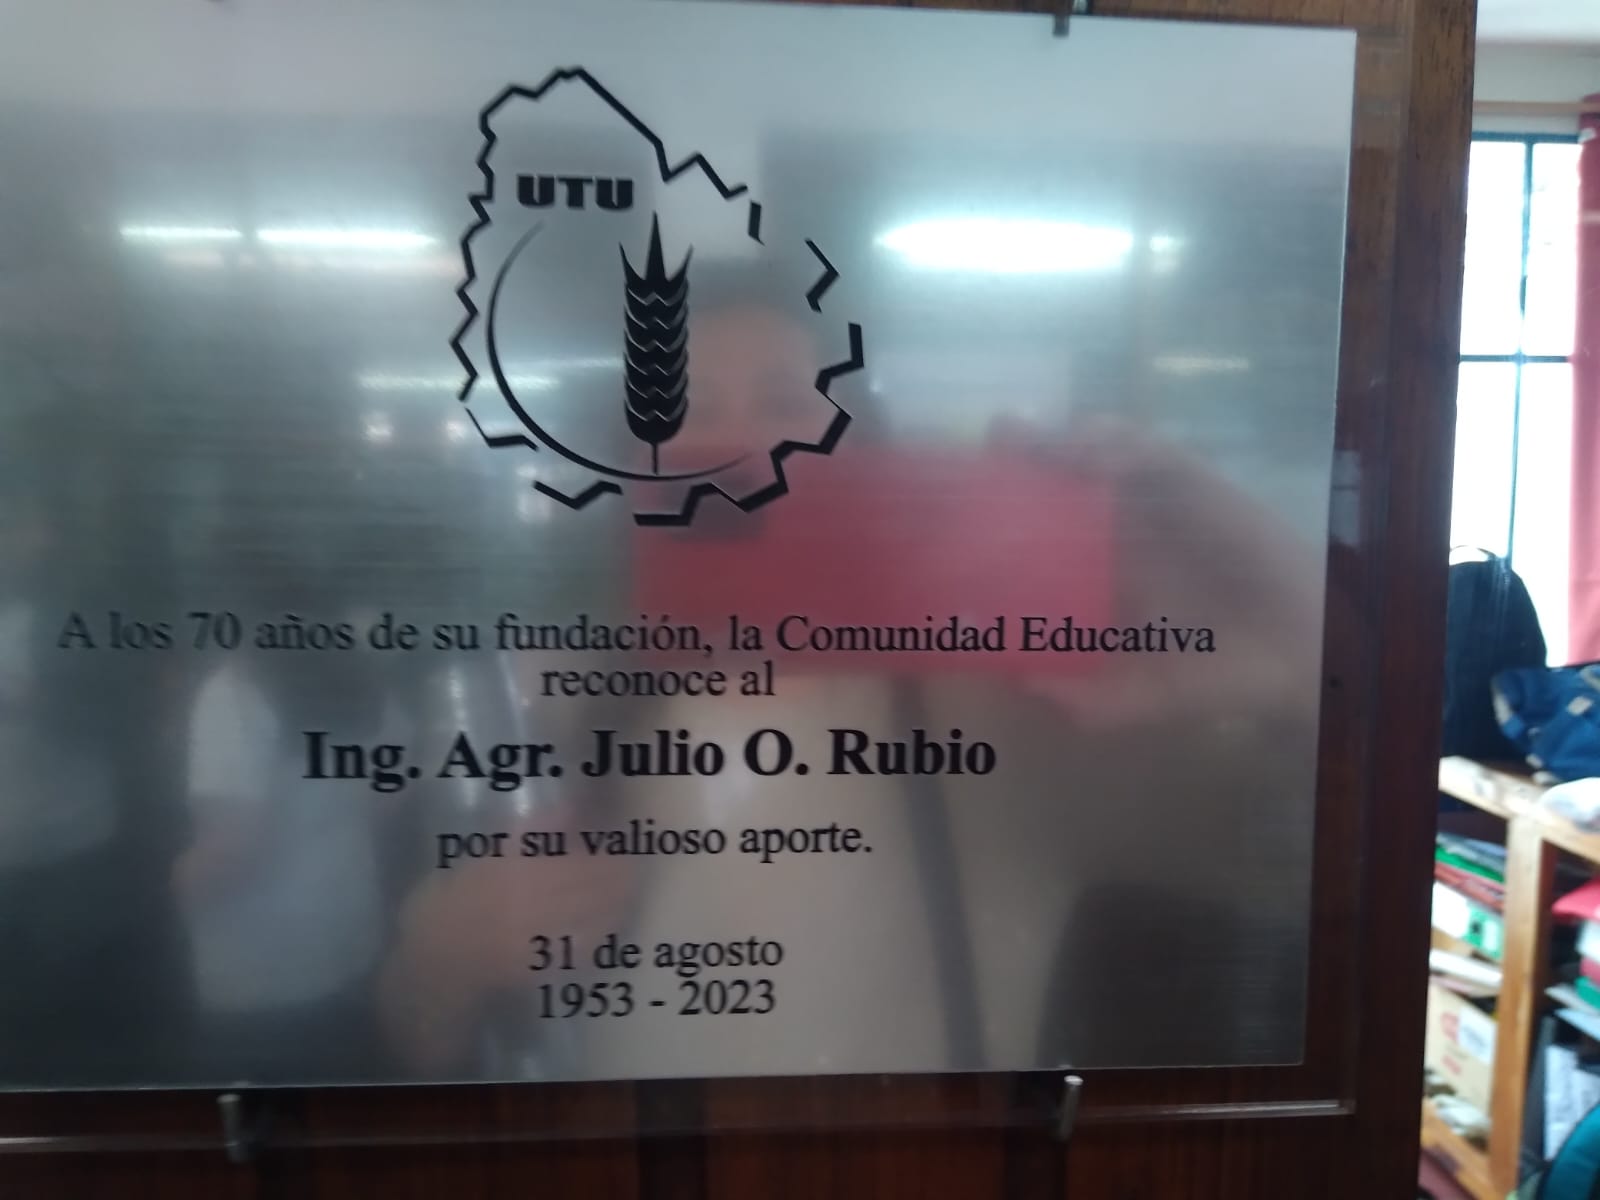 UTU
A los 70 años de su fundación, la Comunidad Educativa
reconoce al
Ing. Agr. Julio O. Rubio
por su valioso aporte.
31 de agosto
1953 - 2023